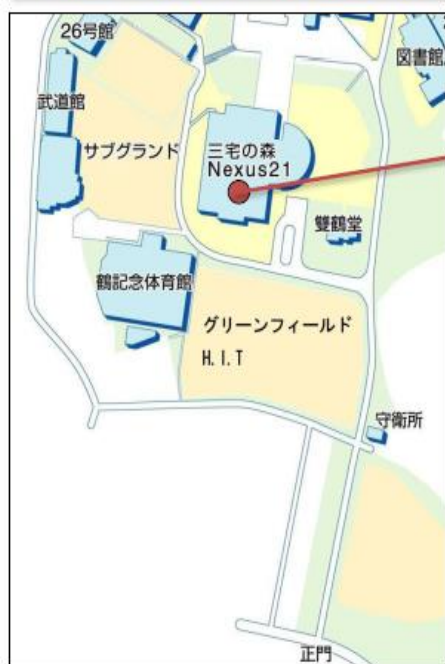 26号館
図書館
武道館
サブグランド
三宅の森
Nexus21
雙鶴堂
鶴記念体育館
グリーンフィールド
H.I.T
守衛所
正門